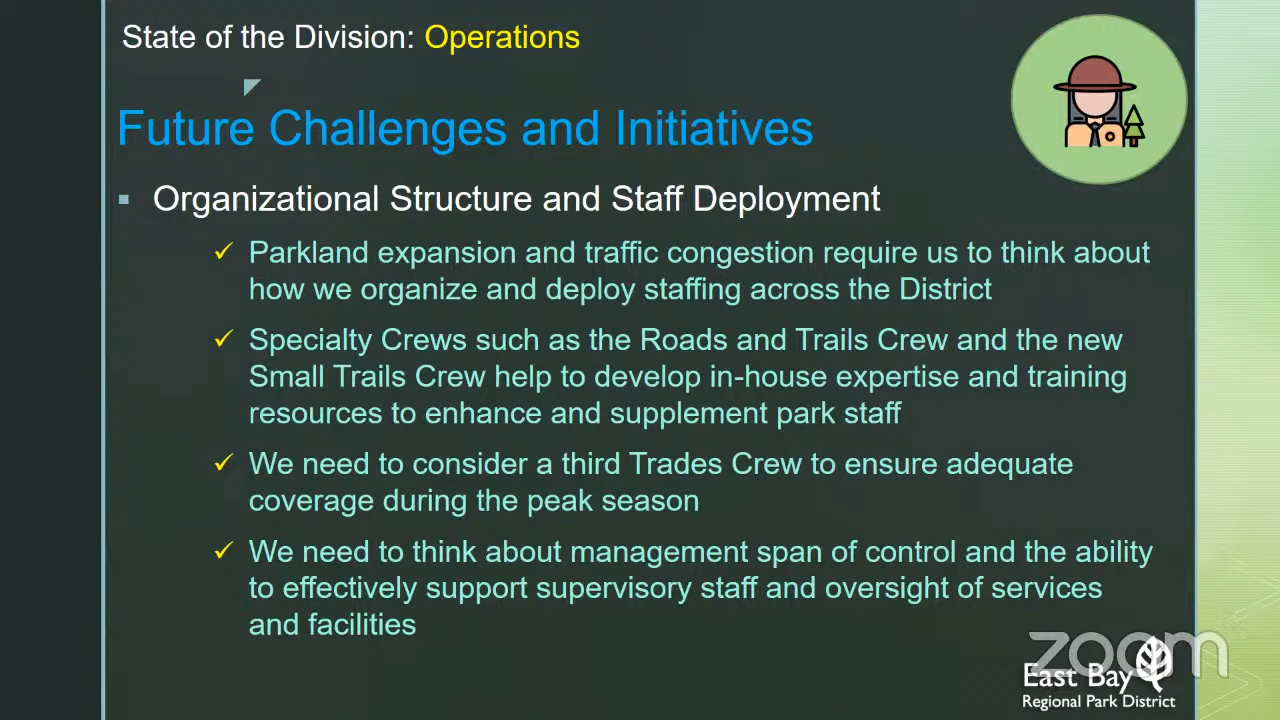 State of the Division: Operations
Future Challenges and Initiatives
Organizational Structure and Staff Deployment
Parkland expansion and traffic congestion require us to think about
how we organize and deploy staffing across the District
Specialty Crews such as the Roads and Trails Crew and the new
Small Trails Crew help to develop in-house expertise and training
resources to enhance and supplement park staff
We need to consider a third Trades Crew to ensure adequate
coverage during the peak season
We need to think about management span of control and the ability
to effectively support supervisory staff and oversight of services
and facilities
zoom
East Bay
Regional Park District